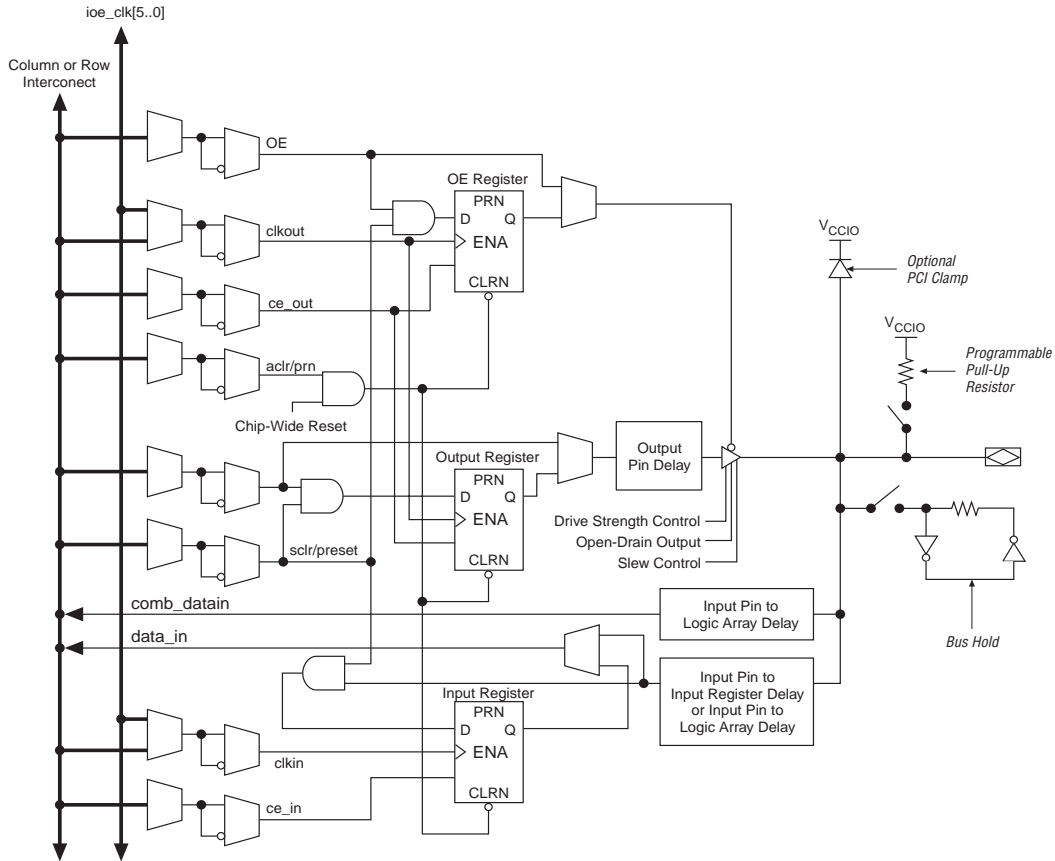 ioe_clk[5..0]
Column or Row
Interconect
OE
OE Register
PRN
D
Q
clkout
ENA
VCCIO
Optional
PCI Clamp
CLRN
ce_out
VCCIO
Programmable
Pull-Up
Resistor
aclr/prn
Chip-Wide Reset
Output
Pin Delay
Output Register
PRN
D
Q
ENA
Drive Strength Control
Open-Drain Output
Slew Control
sclr/preset
CLRN
comb_datain
Input Pin to
Logic Array Delay
data_in
Bus Hold
Input Pin to
Input Register Delay
or Input Pin to
Logic Array Delay
Input Register
PRN
D
Q
ENA
clkin
CLRN
ce_in